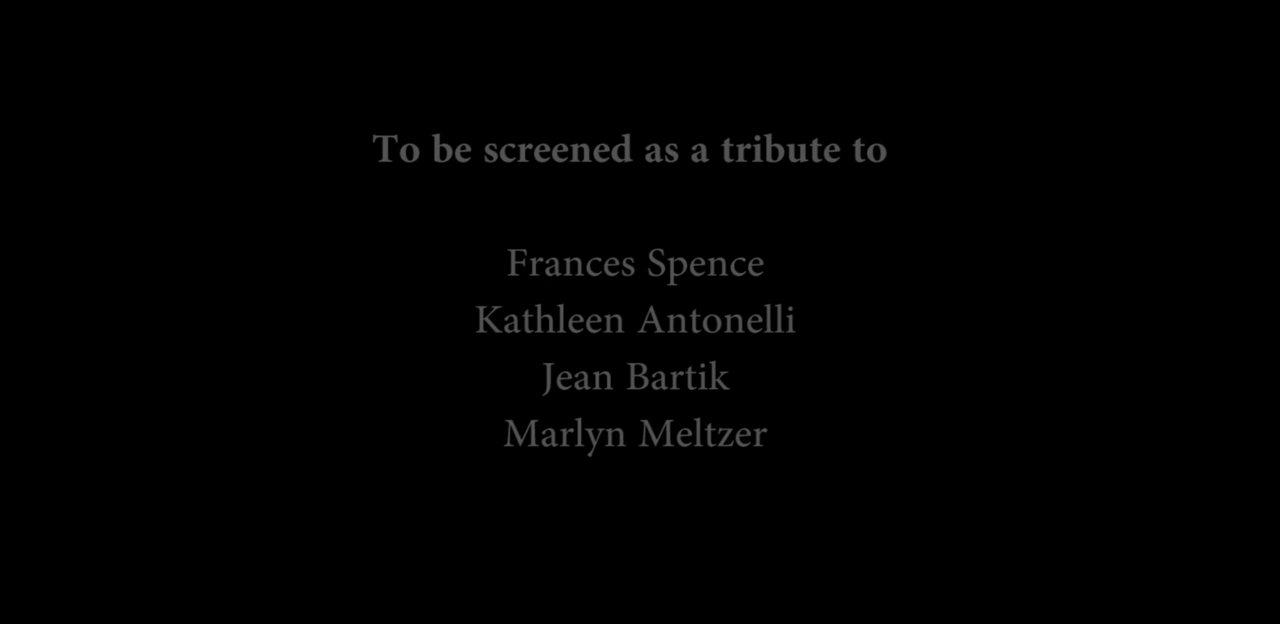 To be screened as a tribute to
Frances Spence
Kathleen Antonelli
Jean Bartik
Marlyn Meltzer